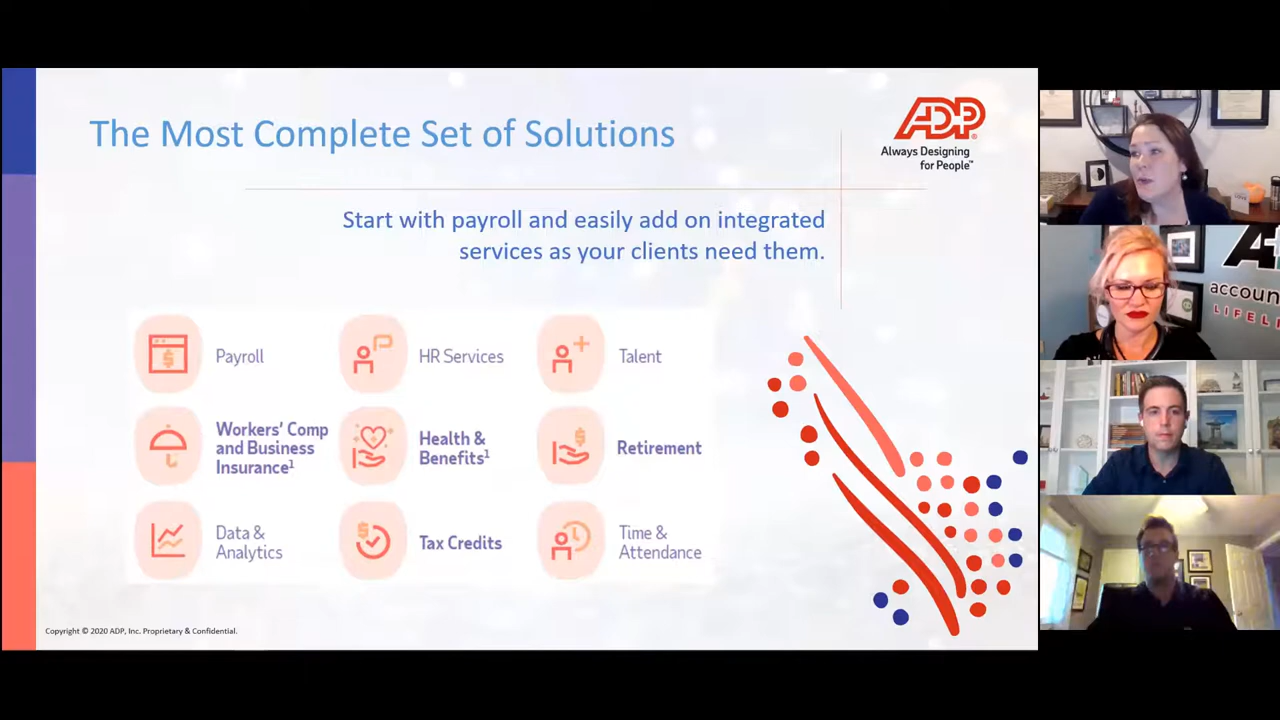 The Most Complete Set of Solutions
ADP
Always Designing
for People™
Start with payroll and easily add on integrated
services as your clients need them.
Payroll
HR Services
Talent
Workers' Comp
and Business
Insurance¹
Health &
Benefits¹
Retirement
Data &
Analytics
Tax Credits
Time &
Attendance
Copyright © 2020 ADP, Inc. Proprietary & Confidential.
accoun
LIFELI